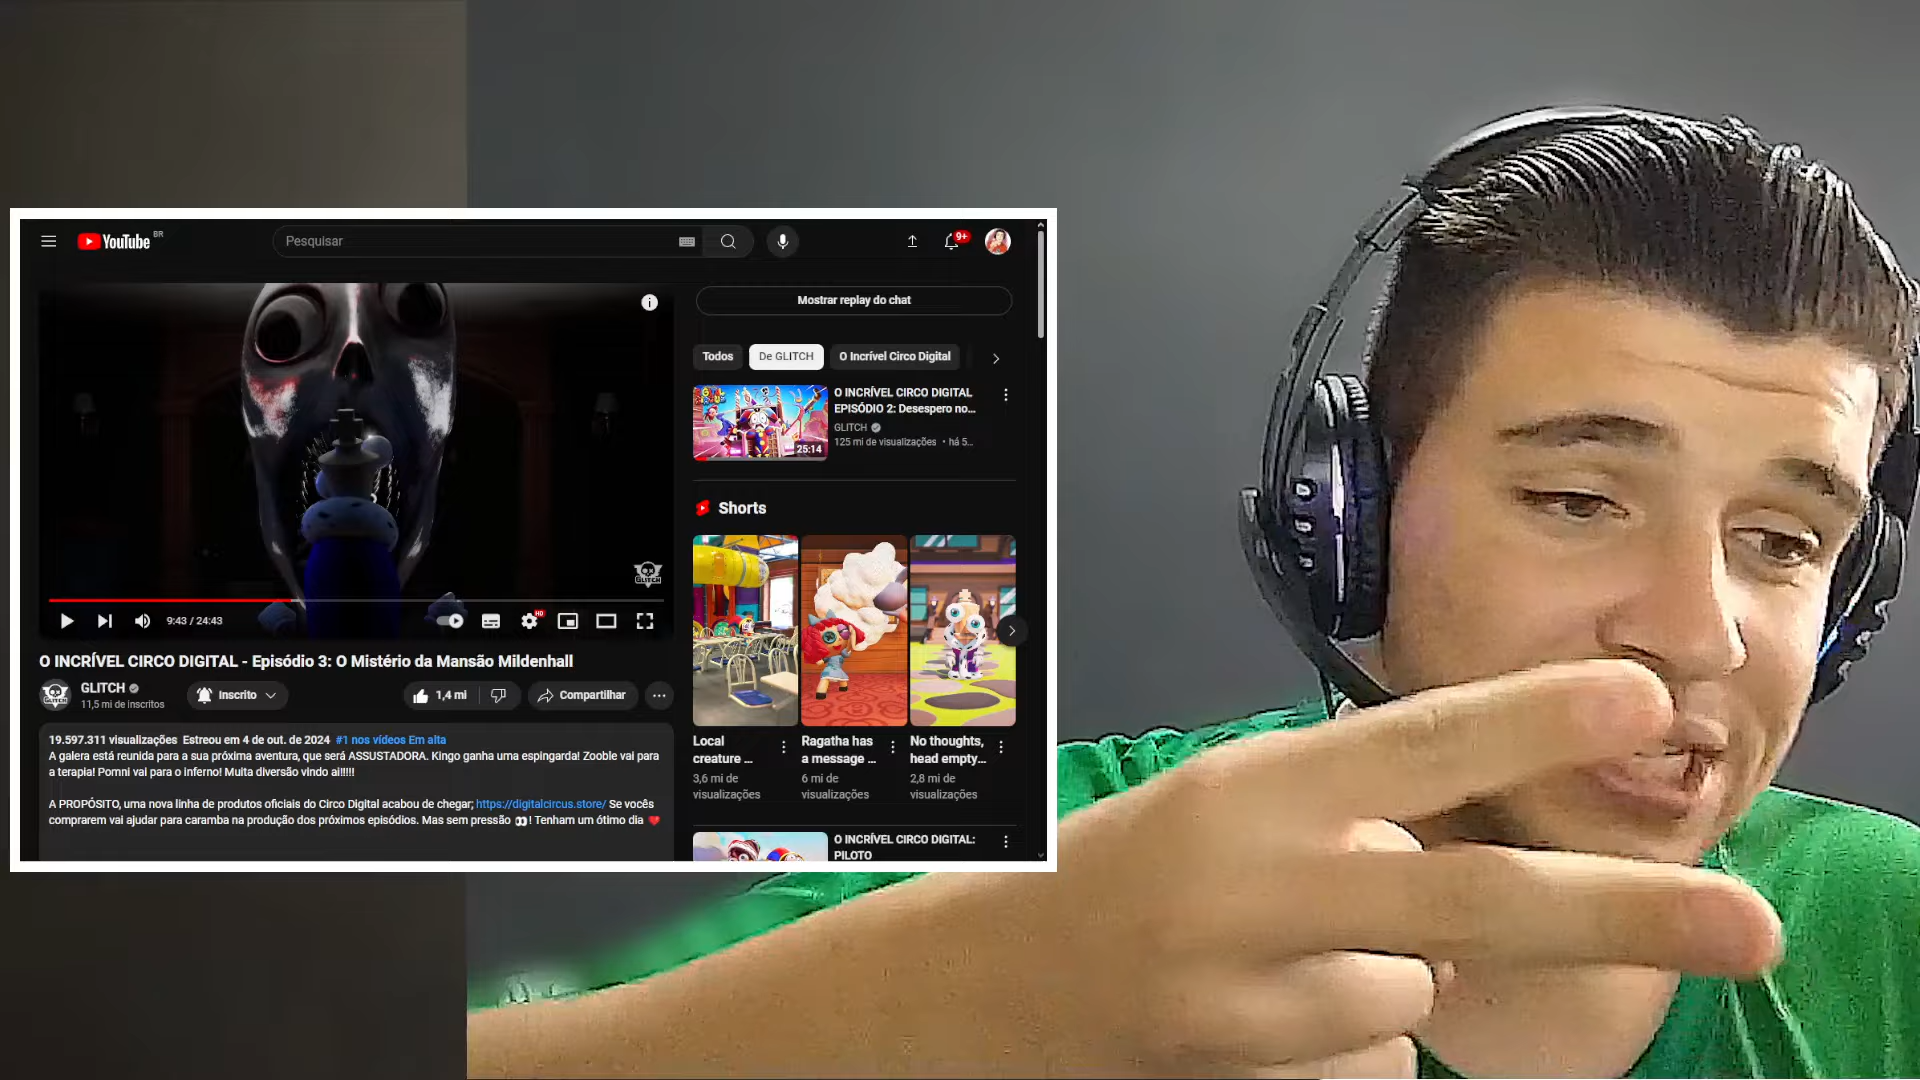 YouTube BR
Pesquisar
9+
Mostrar replay do chat
Todos
De GLITCH
O Incrível Circo Digital
O INCRÍVEL CIRCO DIGITAL
EPISÓDIO 2: Desespero no...
GLITCH
125 mi de visualizações • há 5...
25:14
Shorts
GLITCH
HD
9:43 / 24:43
O INCRÍVEL CIRCO DIGITAL - Episódio 3: O Mistério da Mansão Mildenhall
GLITCH
11,5 mi de inscritos
Inscrito
1,4 mi
Compartilhar
19.597.311 visualizações Estreou em 4 de out. de 2024 #1 nos vídeos Em alta
A galera está reunida para a sua próxima aventura, que será ASSUSTADORA. Kingo ganha uma espingarda! Zooble vai para
a terapia! Pomni vai para o inferno! Muita diversão vindo aí!!!!!
A PROPÓSITO, uma nova linha de produtos oficiais do Circo Digital acabou de chegar; https://digitalcircus.store/ Se vocês
comprarem vai ajudar para caramba na produção dos próximos episódios. Mas sem pressão 👀! Tenham um ótimo dia ❤️
Local
creature ...
3,6 mi de
visualizações
Ragatha has
a message ...
6 mi de
visualizações
No thoughts,
head empty...
2,8 mi de
visualizações
O INCRÍVEL CIRCO DIGITAL:
PILOTO